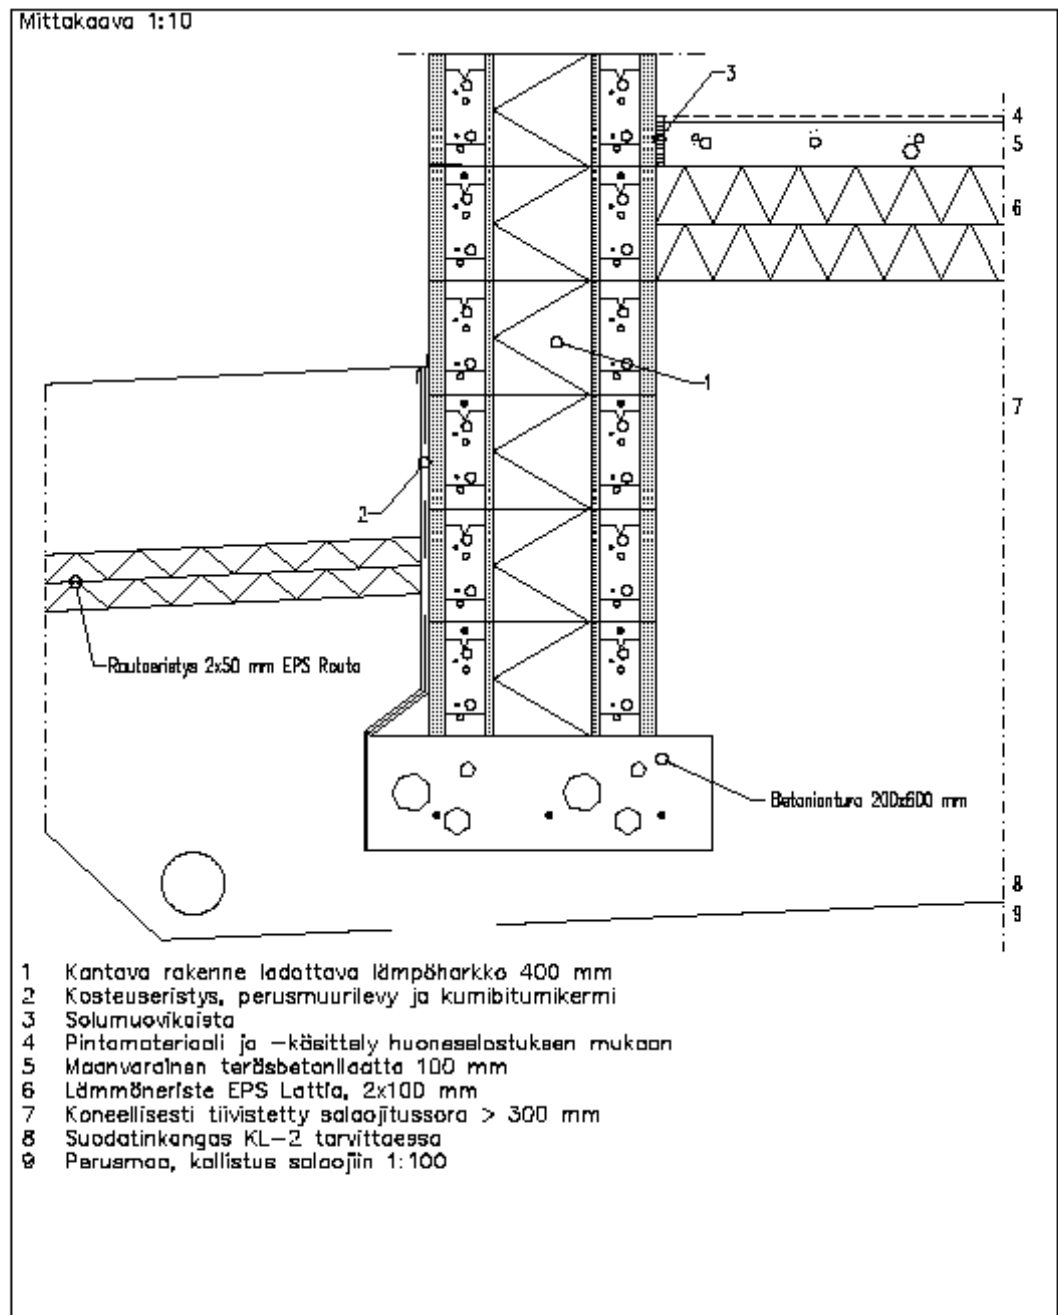 Mittakaava 1:10
3
4
5
6
1
7
2
Routaeristys 2x50 mm EPS Routa
Betoniantura 200x600 mm
8
9
1 Kantava rakenne ladottava lämpöharkko 400 mm
2 Kosteuseristys, perusmuurilevy ja kumibitumikermi
3 Solumuovikaista
4 Pintamateriaali ja -käsittely huoneselostuksen mukaan
5 Maanvarainen teräsbetonilaatta 100 mm
6 Lämmöneriste EPS Lattia, 2x100 mm
7 Koneellisesti tiivistetty salaojitussora > 300 mm
8 Suodatinkangas KL-2 tarvittaessa
9 Perusmaa, kallistus salaojiin 1:100